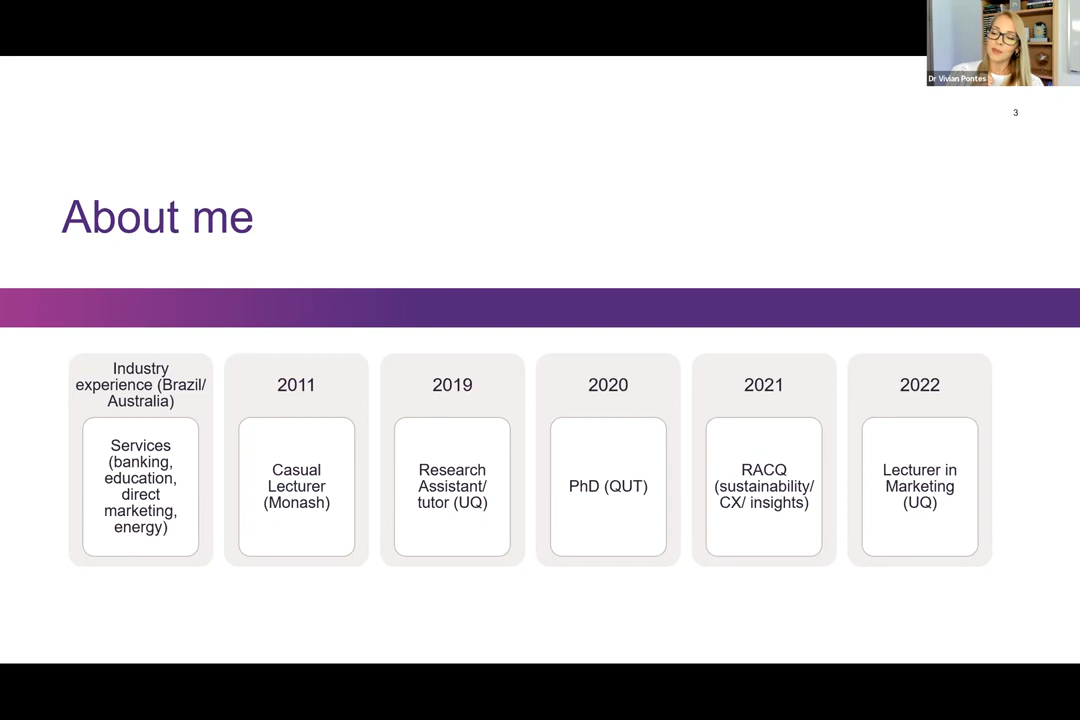 Dr Vivian Pontes
3
About me
Industry
experience (Brazil/
Australia)
Services
(banking,
education,
direct
marketing,
energy)
2011
Casual
Lecturer
(Monash)
2019
Research
Assistant/
tutor (UQ)
2020
PhD (QUT)
2021
RACQ
(sustainability/
CX/ insights)
2022
Lecturer in
Marketing
(UQ)